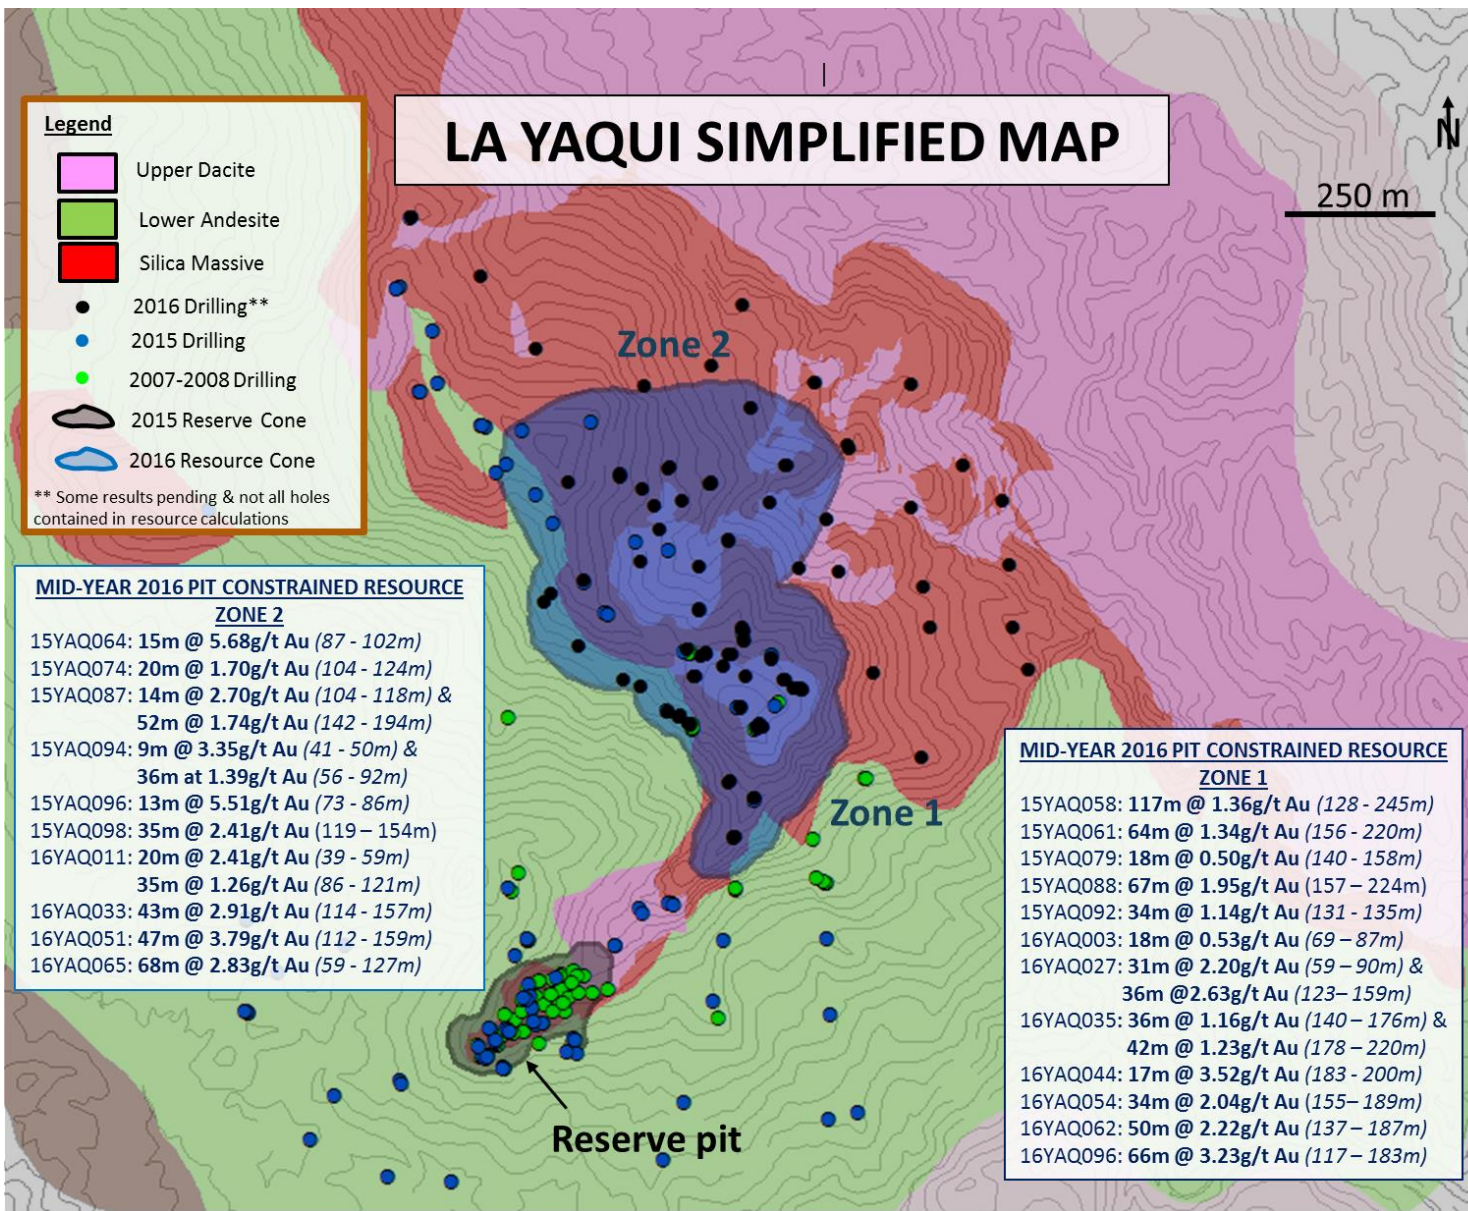 LA YAQUI SIMPLIFIED MAP
N
250 m
Legend
Upper Dacite
Lower Andesite
Silica Massive
2016 Drilling**
2015 Drilling
2007-2008 Drilling
2015 Reserve Cone
2016 Resource Cone
** Some results pending & not all holes
contained in resource calculations
Zone 2
Zone 1
Reserve pit
MID-YEAR 2016 PIT CONSTRAINED RESOURCE
ZONE 2
15YAQ064: 15m @ 5.68g/t Au (87 - 102m)
15YAQ074: 20m @ 1.70g/t Au (104 - 124m)
15YAQ087: 14m @ 2.70g/t Au (104 - 118m) &
52m @ 1.74g/t Au (142 - 194m)
15YAQ094: 9m @ 3.35g/t Au (41 - 50m) &
36m at 1.39g/t Au (56 - 92m)
15YAQ096: 13m @ 5.51g/t Au (73 - 86m)
15YAQ098: 35m @ 2.41g/t Au (119 – 154m)
16YAQ011: 20m @ 2.41g/t Au (39 - 59m)
35m @ 1.26g/t Au (86 - 121m)
16YAQ033: 43m @ 2.91g/t Au (114 - 157m)
16YAQ051: 47m @ 3.79g/t Au (112 - 159m)
16YAQ065: 68m @ 2.83g/t Au (59 - 127m)
MID-YEAR 2016 PIT CONSTRAINED RESOURCE
ZONE 1
15YAQ058: 117m @ 1.36g/t Au (128 - 245m)
15YAQ061: 64m @ 1.34g/t Au (156 - 220m)
15YAQ079: 18m @ 0.50g/t Au (140 - 158m)
15YAQ088: 67m @ 1.95g/t Au (157 – 224m)
15YAQ092: 34m @ 1.14g/t Au (131 - 135m)
16YAQ003: 18m @ 0.53g/t Au (69 – 87m)
16YAQ027: 31m @ 2.20g/t Au (59 – 90m) &
36m @2.63g/t Au (123– 159m)
16YAQ035: 36m @ 1.16g/t Au (140 – 176m) &
42m @ 1.23g/t Au (178 – 220m)
16YAQ044: 17m @ 3.52g/t Au (183 - 200m)
16YAQ054: 34m @ 2.04g/t Au (155– 189m)
16YAQ062: 50m @ 2.22g/t Au (137 - 187m)
16YAQ096: 66m @ 3.23g/t Au (117 – 183m)